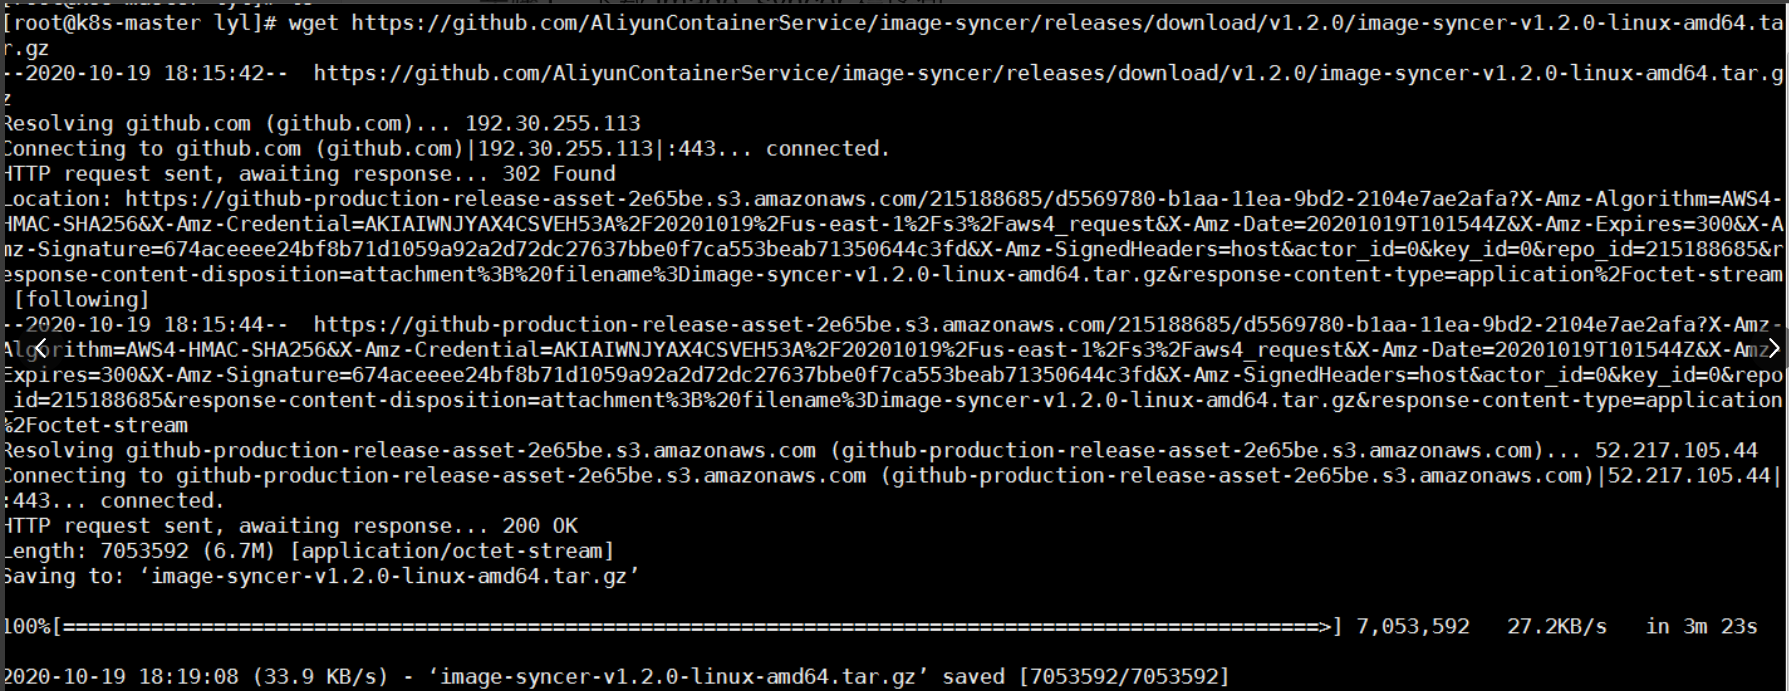 [root@k8s-master lyl]# wget https://github.com/AliyunContainerService/image-syncer/releases/download/v1.2.0/image-syncer-v1.2.0-linux-amd64.ta
r.gz
--2020-10-19 18:15:42--  https://github.com/AliyunContainerService/image-syncer/releases/download/v1.2.0/image-syncer-v1.2.0-linux-amd64.tar.g
z
Resolving github.com (github.com)... 192.30.255.113
Connecting to github.com (github.com)|192.30.255.113|:443... connected.
HTTP request sent, awaiting response... 302 Found
Location: https://github-production-release-asset-2e65be.s3.amazonaws.com/215188685/d5569780-b1aa-11ea-9bd2-2104e7ae2afa?X-Amz-Algorithm=AWS4-
HMAC-SHA256&X-Amz-Credential=AKIAIWNJYAX4CSVEH53A%2F20201019%2Fus-east-1%2Fs3%2Faws4_request&X-Amz-Date=20201019T101544Z&X-Amz-Expires=300&X-A
mz-Signature=674aceeee24bf8b71d1059a92a2d72dc27637bbe0f7ca553beab71350644c3fd&X-Amz-SignedHeaders=host&actor_id=0&key_id=0&repo_id=215188685&r
esponse-content-disposition=attachment%3B%20filename%3Dimage-syncer-v1.2.0-linux-amd64.tar.gz&response-content-type=application%2Foctet-stream
 [following]
--2020-10-19 18:15:44--  https://github-production-release-asset-2e65be.s3.amazonaws.com/215188685/d5569780-b1aa-11ea-9bd2-2104e7ae2afa?X-Amz-
Algorithm=AWS4-HMAC-SHA256&X-Amz-Credential=AKIAIWNJYAX4CSVEH53A%2F20201019%2Fus-east-1%2Fs3%2Faws4_request&X-Amz-Date=20201019T101544Z&X-Amz-
Expires=300&X-Amz-Signature=674aceeee24bf8b71d1059a92a2d72dc27637bbe0f7ca553beab71350644c3fd&X-Amz-SignedHeaders=host&actor_id=0&key_id=0&repo
_id=215188685&response-content-disposition=attachment%3B%20filename%3Dimage-syncer-v1.2.0-linux-amd64.tar.gz&response-content-type=application
%2Foctet-stream
Resolving github-production-release-asset-2e65be.s3.amazonaws.com (github-production-release-asset-2e65be.s3.amazonaws.com)... 52.217.105.44
Connecting to github-production-release-asset-2e65be.s3.amazonaws.com (github-production-release-asset-2e65be.s3.amazonaws.com)|52.217.105.44|
:443... connected.
HTTP request sent, awaiting response... 200 OK
Length: 7053592 (6.7M) [application/octet-stream]
Saving to: ‘image-syncer-v1.2.0-linux-amd64.tar.gz’
100%[====================================================================================================>] 7,053,592   27.2KB/s   in 3m 23s
2020-10-19 18:19:08 (33.9 KB/s) - ‘image-syncer-v1.2.0-linux-amd64.tar.gz’ saved [7053592/7053592]